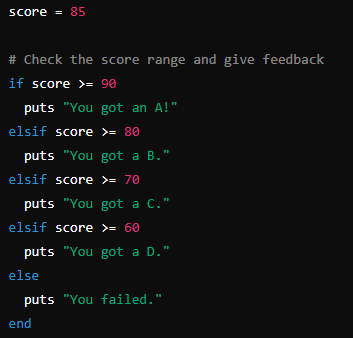 score = 85
# Check the score range and give feedback
if score >= 90
  puts "You got an A!"
elsif score >= 80
  puts "You got a B."
elsif score >= 70
  puts "You got a C."
elsif score >= 60
  puts "You got a D."
else
  puts "You failed."
end